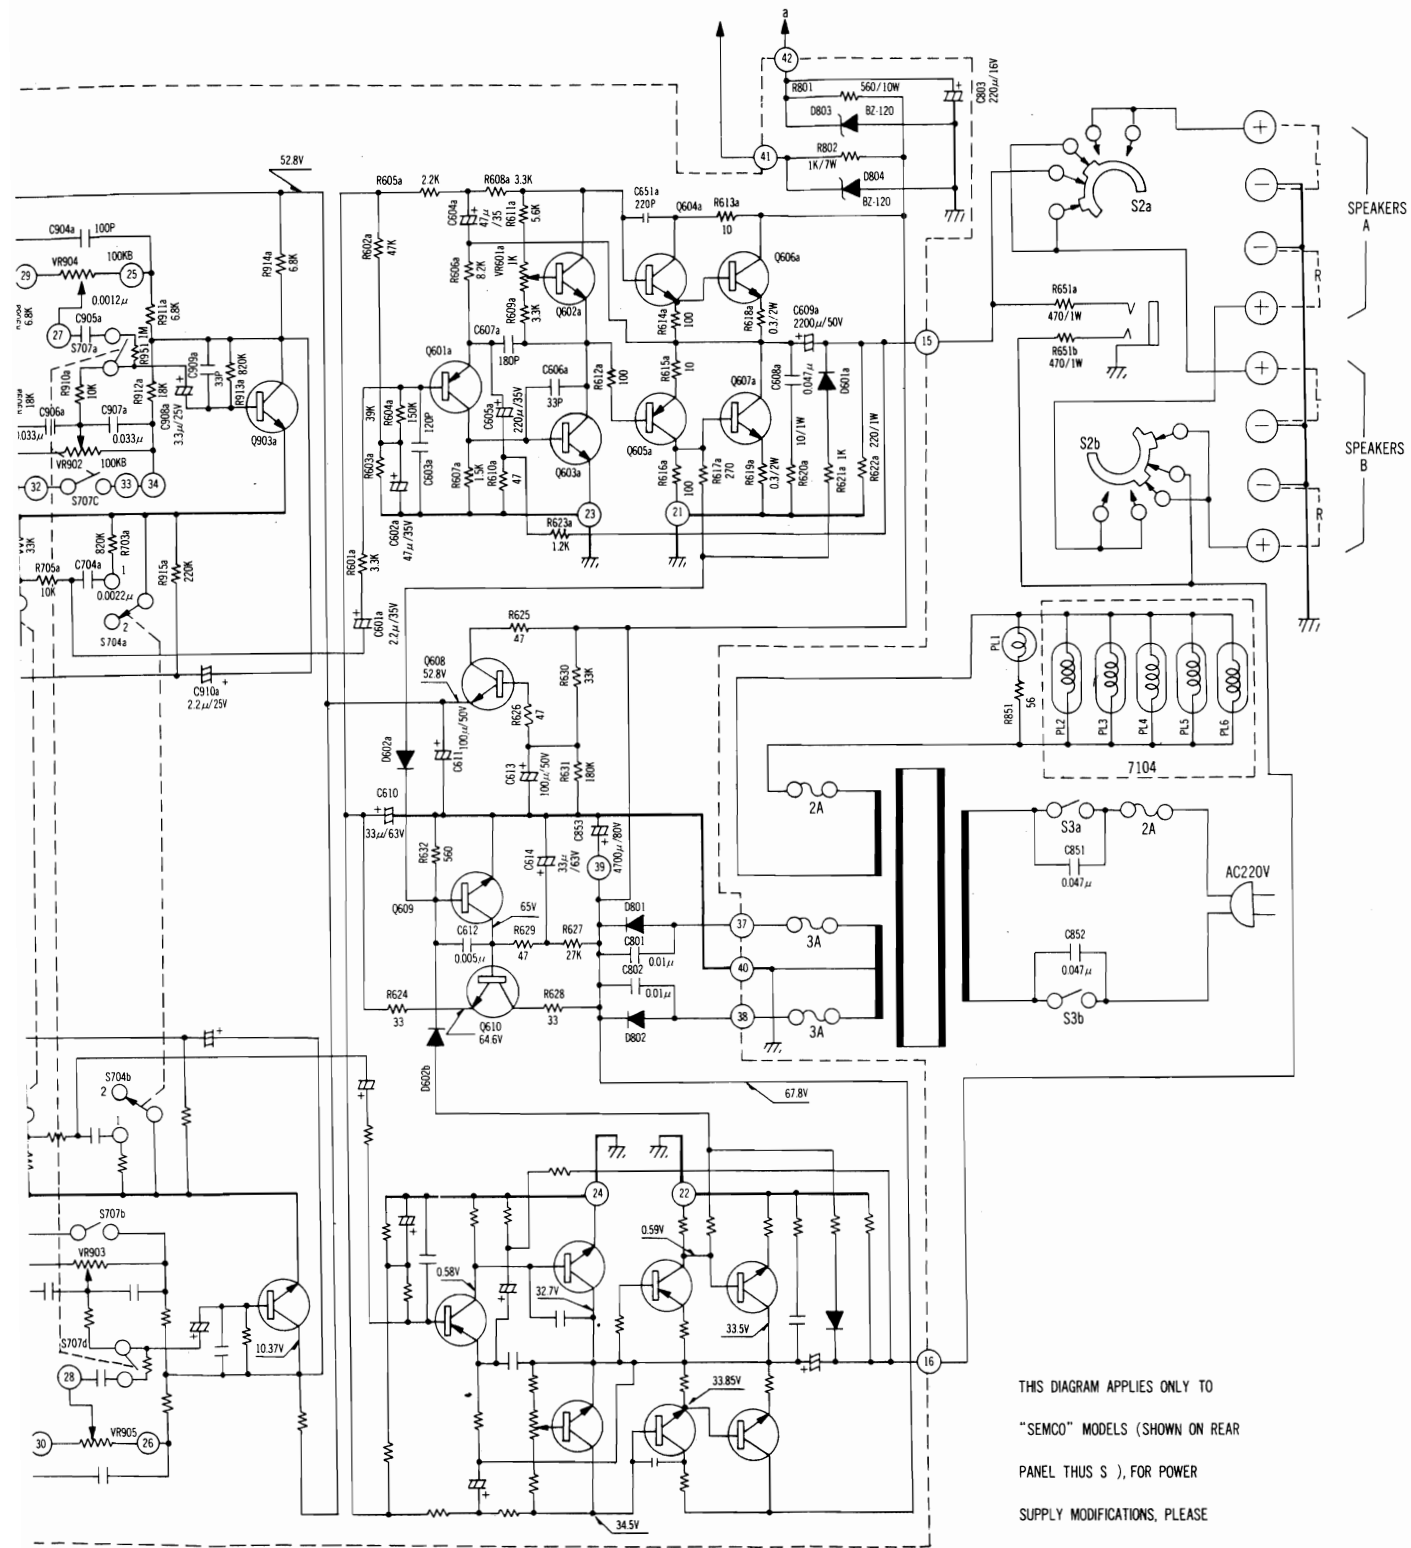 a
42
R801
560/10W
C803
220μ/16V
D803
BZ-120
41
R802
1K/7W
D804
BZ-120
52.8V
R605a
2.2K
R608a 3.3K
C604a
47μ
/35
R611a
5.6K
C651a
220P
Q604a
R613a
10
S2a
SPEAKERS
A
L
R
C904a
100P
VR904
100KB
29
25
0.0012μ
C905a
27
S707a
R951 1M
R911a
6.8K
R914a
6.8K
6.8K
R602a
47K
R606a
8.2K
VR601a
1K
R609a
3.3K
Q602a
Q606a
R614a
100
R618a
0.3/2W
C609a
2200μ/50V
15
R651a
470/1W
R651b
470/1W
C607a
180P
Q601a
C606a
33P
R612a
100
R615a
10
Q607a
C608a
0.047μ
D601a
R910a
10K
R912a
18K
C908a
3.3μ/25V
C909a
33P
R913a
820K
Q903a
18K
C906a
C907a
0.033μ
VR902
100KB
32
S707C
33
34
39K
R603a
R604a
150K
120P
C603a
C602a
47μ/35V
R607a
1.5K
C605a
220μ/35V
R610a
47
Q603a
Q605a
R616a
100
R617a
270
R619a
0.3/2W
R620a
10/1W
R621a 1K
R622a
220/1W
23
21
R623a
1.2K
S2b
SPEAKERS
B
L
R
33K
R705a
10K
C704a
820K
R703a
1
0.0022μ
2
S704a
R915a
220K
R601a
3.3K
C601a
2.2μ/35V
C910a
2.2μ/25V
R625
47
Q608
52.8V
R626
47
R630
33K
D602a
C611
100μ/50V
C613
100μ/50V
R631
180K
PL1
R851
56
PL2
PL3
PL4
PL5
PL6
7104
C610
33μ/63V
R632
560
C614
33μ
/63V
C853
4700μ/80V
39
2A
S3a
2A
C851
0.047μ
AC220V
C852
0.047μ
S3b
Q609
65V
C612
0.005μ
R629
47
R627
27K
D801
C801
0.01μ
C802
0.01μ
D802
37
3A
40
38
3A
R624
33
Q610
64.6V
R628
33
D602b
67.8V
S704b
2
1
24
22
S707b
VR903
0.58V
0.59V
32.7V
33.5V
10.37V
S707d
28
16
33.85V
30
VR905
26
34.5V
THIS DIAGRAM APPLIES ONLY TO
"SEMCO" MODELS (SHOWN ON REAR
PANEL THUS S ), FOR POWER
SUPPLY MODIFICATIONS, PLEASE